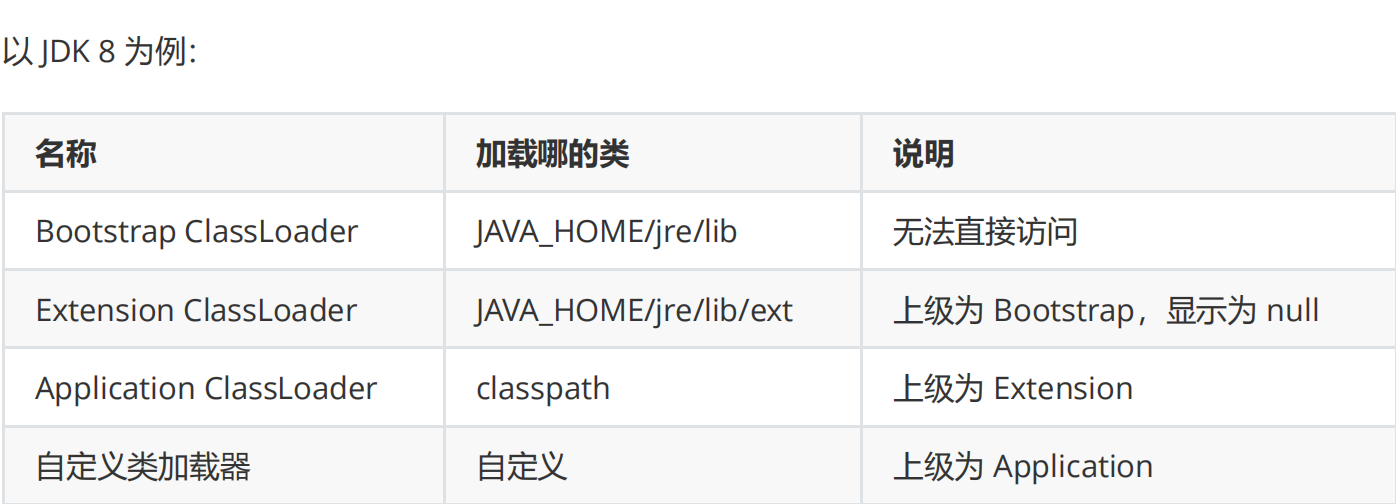 以 JDK 8 为例：
名称 加载哪的类 说明
Bootstrap ClassLoader JAVA_HOME/jre/lib 无法直接访问
Extension ClassLoader JAVA_HOME/jre/lib/ext 上级为 Bootstrap，显示为 null
Application ClassLoader classpath 上级为 Extension
自定义类加载器 自定义 上级为 Application